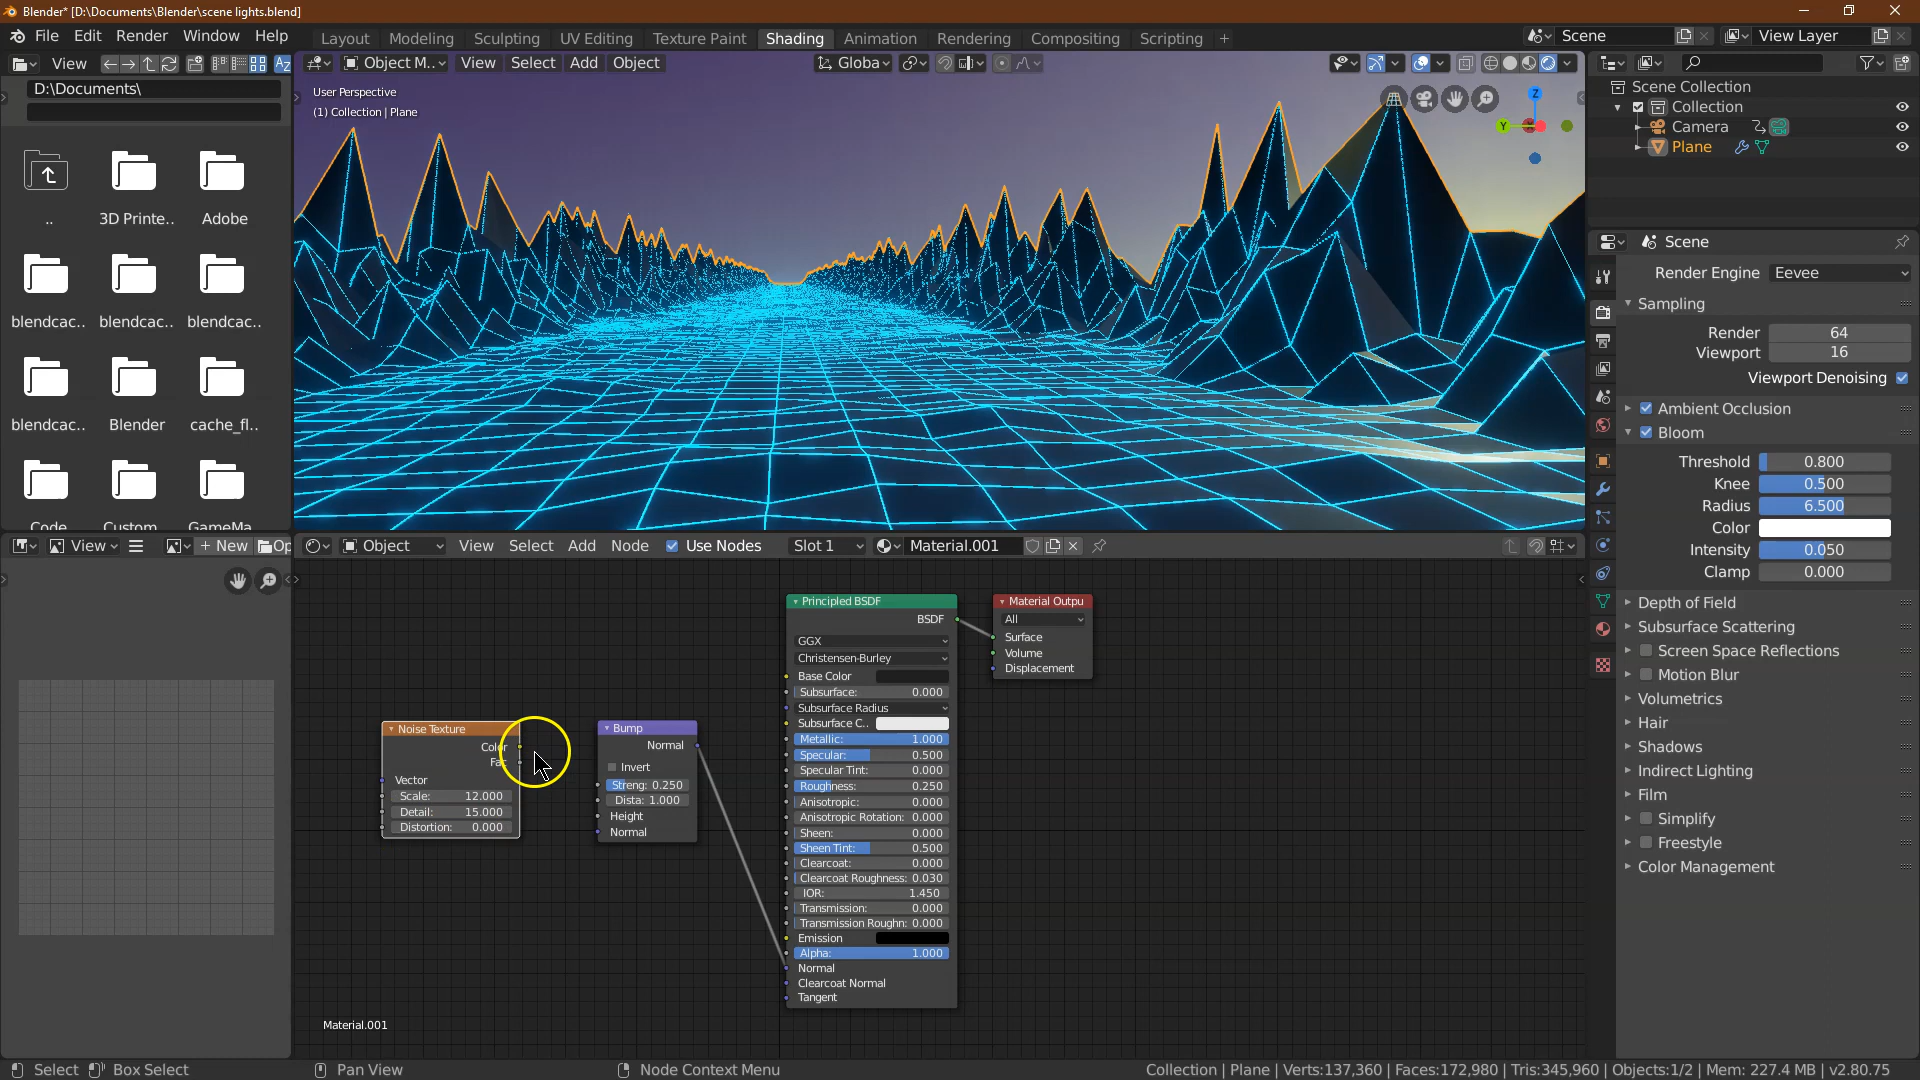 Blender* [D:\Documents\Blender\scene lights.blend]
File Edit Render Window Help
Layout Modeling Sculpting UV Editing Texture Paint Shading Animation Rendering Compositing Scripting +
Scene
View Layer
View
D:\Documents\
..
3D Printe..
Adobe
blendcac..
blendcac..
blendcac..
blendcac..
Blender
cache_fl..
Code
Custom
GameMa
Object M.. View Select Add Object
Globa
User Perspective
(1) Collection | Plane
Z
Y
Scene Collection
Collection
Camera
Plane
Scene
Render Engine Eevee
Sampling
Render 64
Viewport 16
Viewport Denoising
Ambient Occlusion
Bloom
Threshold 0.800
Knee 0.500
Radius 6.500
Color
Intensity 0.050
Clamp 0.000
Depth of Field
Subsurface Scattering
Screen Space Reflections
Motion Blur
Volumetrics
Hair
Shadows
Indirect Lighting
Film
Simplify
Freestyle
Color Management
View + New Op
Object View Select Add Node Use Nodes Slot 1 Material.001
Noise Texture
Color
Fac
Vector
Scale: 12.000
Detail: 15.000
Distortion: 0.000
Bump
Normal
Invert
Streng: 0.250
Dista: 1.000
Height
Normal
Principled BSDF
BSDF
GGX
Christensen-Burley
Base Color
Subsurface: 0.000
Subsurface Radius
Subsurface C..
Metallic: 1.000
Specular: 0.500
Specular Tint: 0.000
Roughness: 0.250
Anisotropic: 0.000
Anisotropic Rotation: 0.000
Sheen: 0.000
Sheen Tint: 0.500
Clearcoat: 0.000
Clearcoat Roughness: 0.030
IOR: 1.450
Transmission: 0.000
Transmission Roughn: 0.000
Emission
Alpha: 1.000
Normal
Clearcoat Normal
Tangent
Material Outpu
All
Surface
Volume
Displacement
Material.001
Select Box Select Pan View Node Context Menu
Collection | Plane | Verts:137,360 | Faces:172,980 | Tris:345,960 | Objects:1/2 | Mem: 227.4 MB | v2.80.75